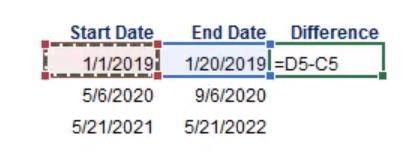 Start Date End Date Difference
1/1/2019 1/20/2019 =D5-C5
5/6/2020 9/6/2020
5/21/2021 5/21/2022